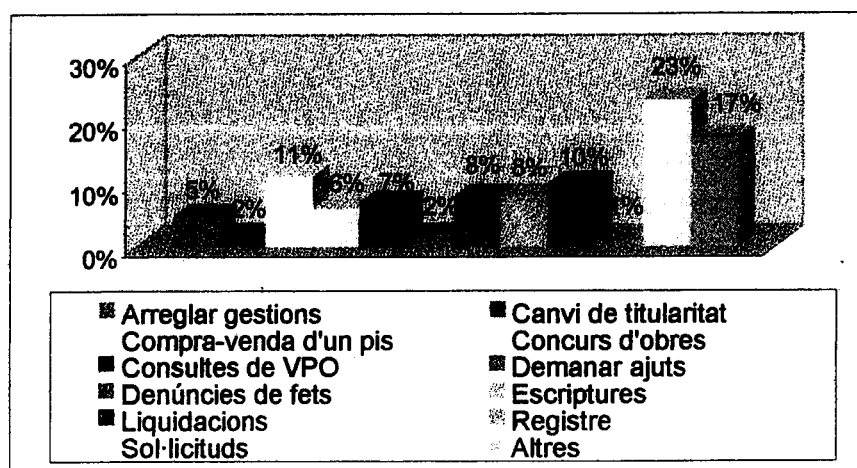 30%
20%
10%
0%
5%
2%
11%
6%
7%
2%
8%
8%
10%
23%
17%
Arreglar gestions
Canvi de titularitat
Compra-venda d'un pis
Concurs d'obres
Consultes de VPO
Demanar ajuts
Denúncies de fets
Escriptures
Liquidacions
Registre
Sol·licituds
Altres